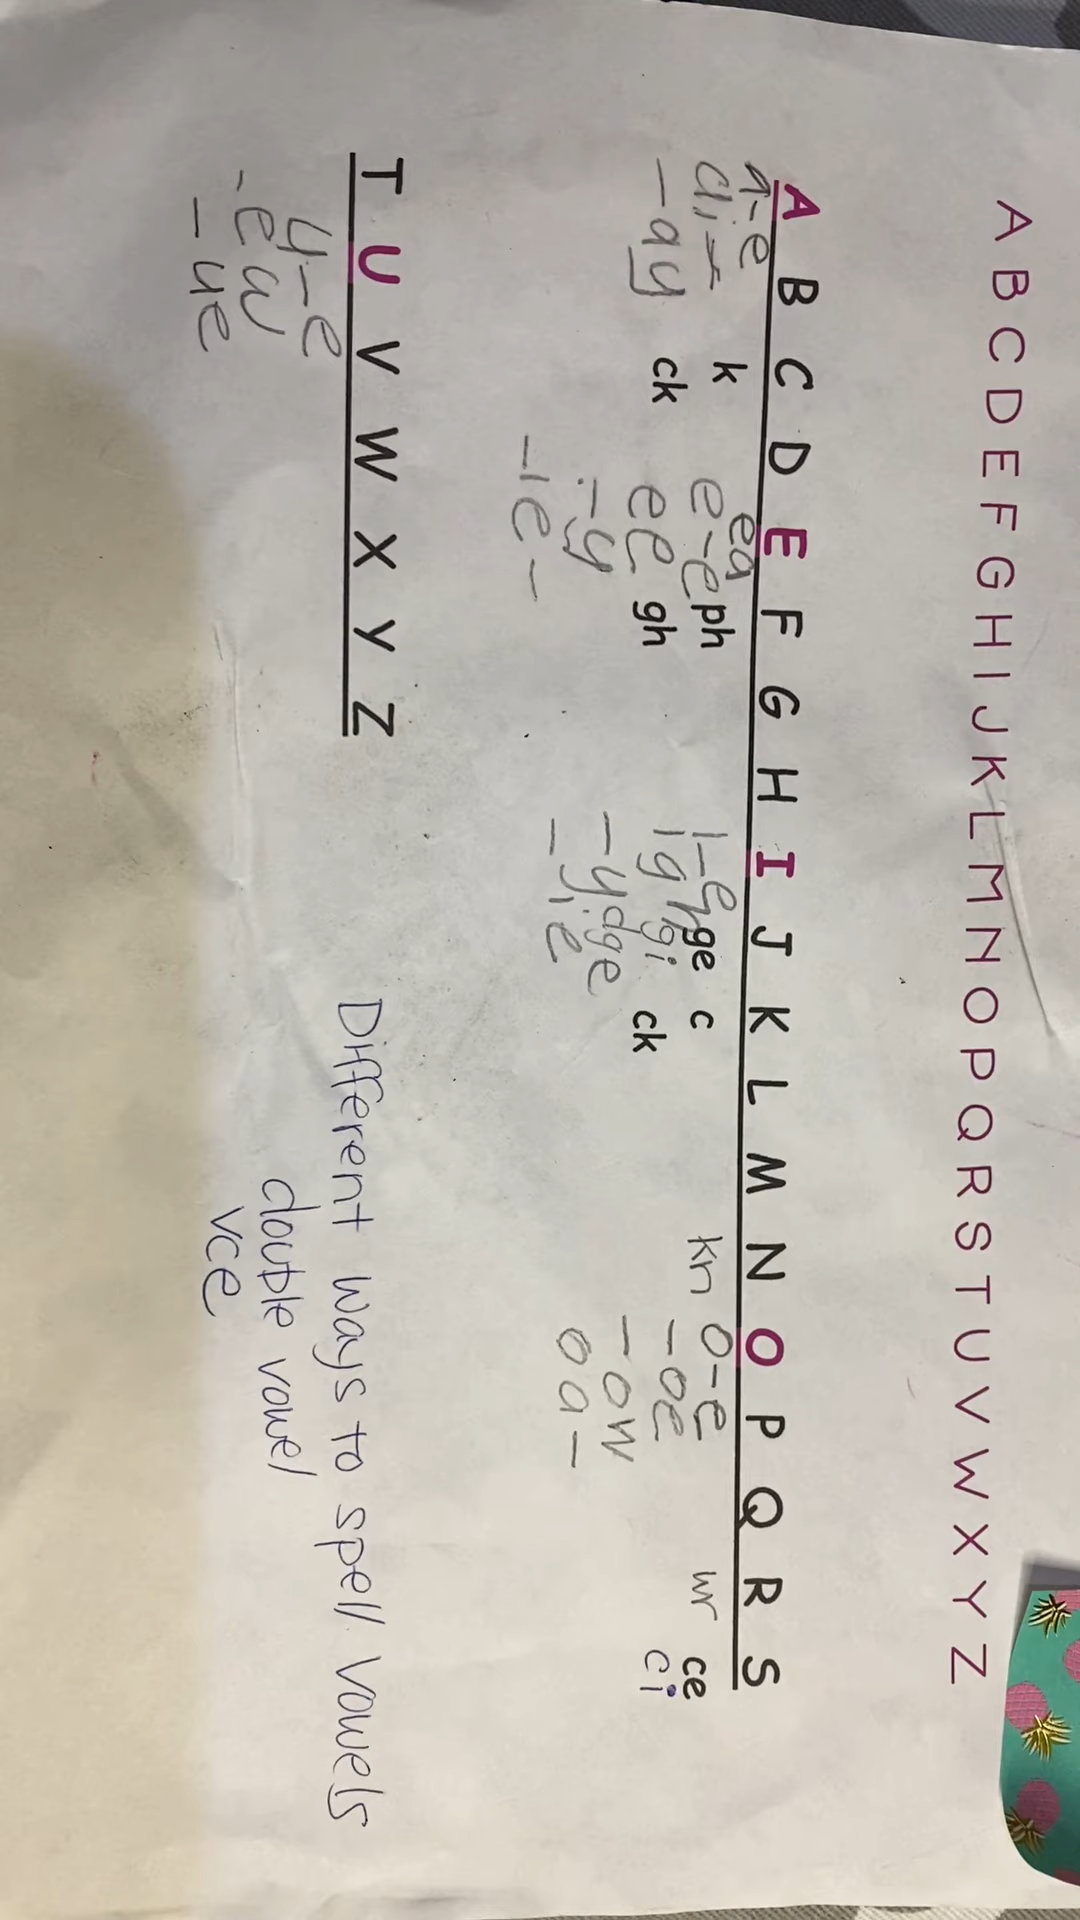 A B C D E F G H I J K L M N O P Q R S T U V W X Y Z
A B C D E F G H I J K L M N O P Q R S
a-e k ea ph i-e ge c kn o-e wr ce
ai- ck e-e gh igh gi ck -oe ci
-ay ee -y dge -ow
-y -ie oa-
-ie-
T U V W X Y Z
u-e
-ew
-ue
Different ways to spell vowels
double vowel
vce